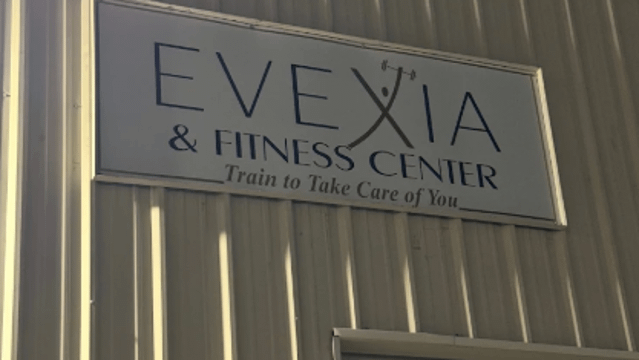 EVEXIA
& FITNESS CENTER
Train to Take Care of You